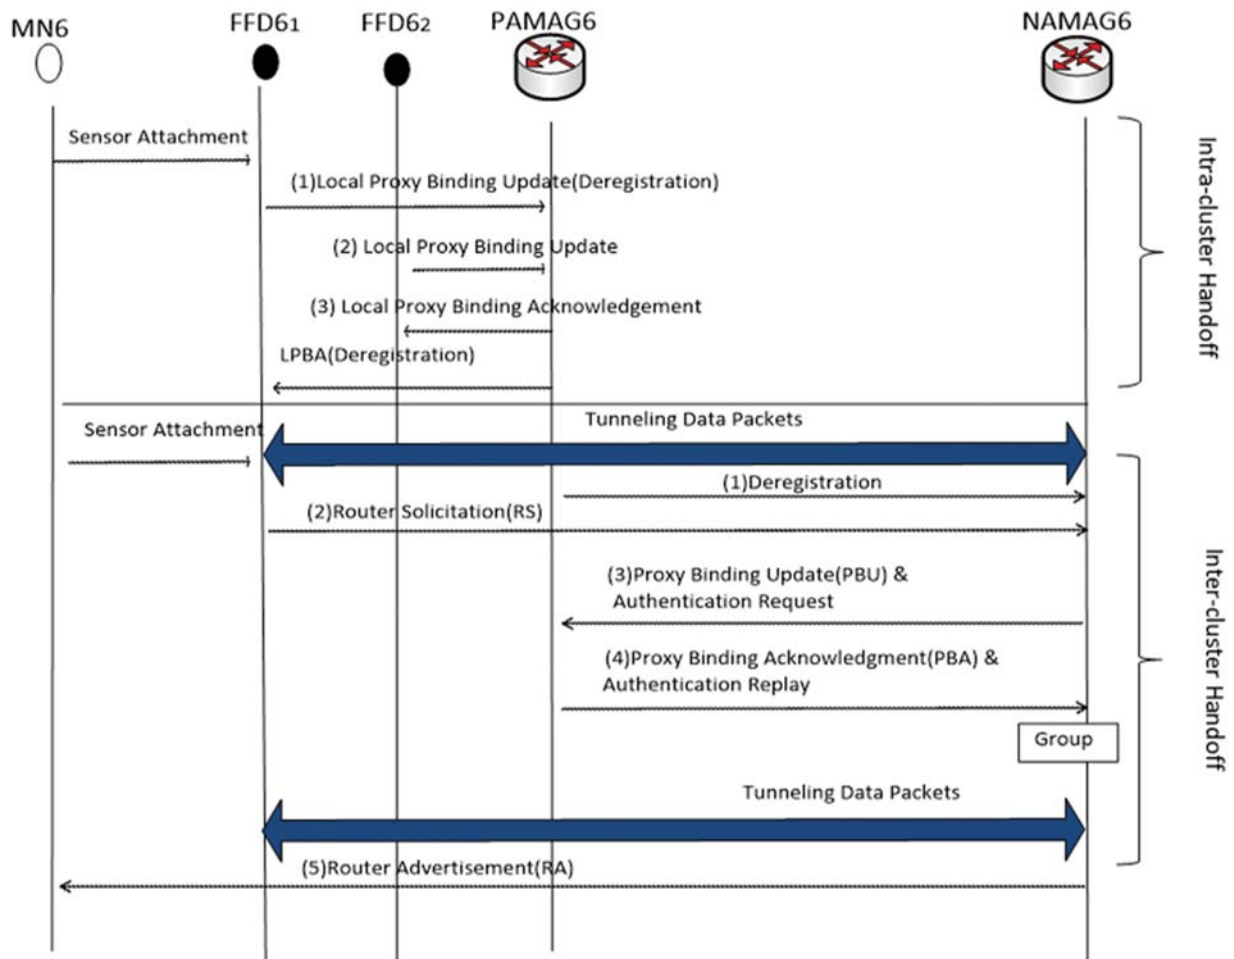 MN6
FFD61
FFD62
PAMAG6
NAMAG6
Sensor Attachment
(1)Local Proxy Binding Update(Deregistration)
(2) Local Proxy Binding Update
(3) Local Proxy Binding Acknowledgement
LPBA(Deregistration)
Intra-cluster Handoff
Tunneling Data Packets
Sensor Attachment
(1)Deregistration
(2)Router Solicitation(RS)
(3)Proxy Binding Update(PBU) &
Authentication Request
(4)Proxy Binding Acknowledgment(PBA) &
Authentication Replay
Group
Inter-cluster Handoff
Tunneling Data Packets
(5)Router Advertisement(RA)